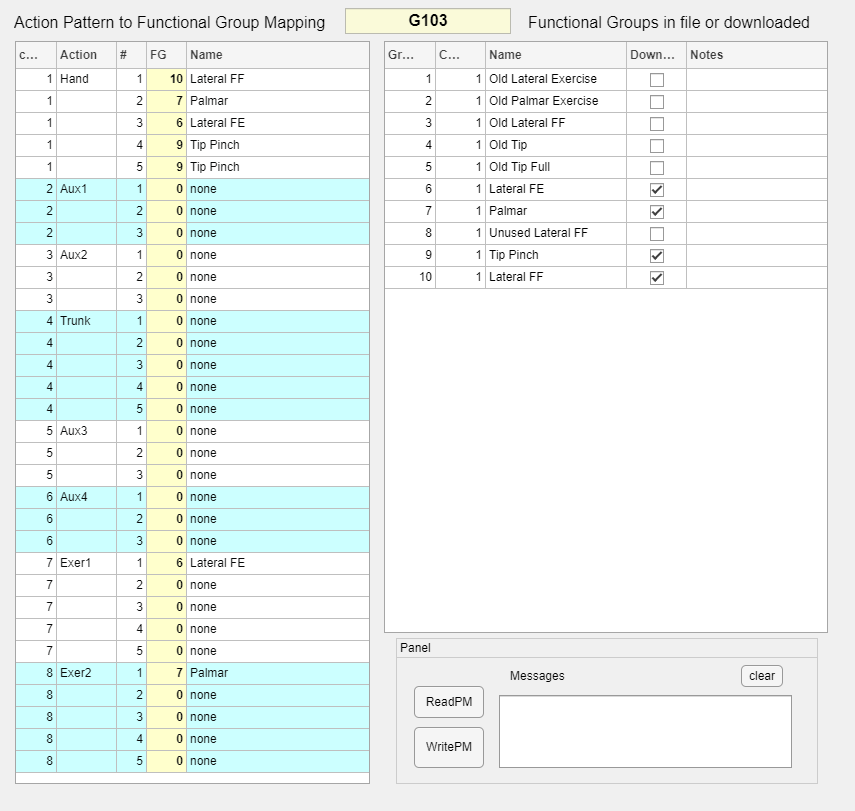 Action Pattern to Functional Group Mapping G103 Functional Groups in file or downloaded
c... Action # FG Name
1 Hand 1 10 Lateral FF
1 2 7 Palmar
1 3 6 Lateral FE
1 4 9 Tip Pinch
1 5 9 Tip Pinch
2 Aux1 1 0 none
2 2 0 none
2 3 0 none
3 Aux2 1 0 none
3 2 0 none
3 3 0 none
4 Trunk 1 0 none
4 2 0 none
4 3 0 none
4 4 0 none
4 5 0 none
5 Aux3 1 0 none
5 2 0 none
5 3 0 none
6 Aux4 1 0 none
6 2 0 none
6 3 0 none
7 Exer1 1 6 Lateral FE
7 2 0 none
7 3 0 none
7 4 0 none
7 5 0 none
8 Exer2 1 7 Palmar
8 2 0 none
8 3 0 none
8 4 0 none
8 5 0 none
Gr... C... Name Down... Notes
1 1 Old Lateral Exercise
2 1 Old Palmar Exercise
3 1 Old Lateral FF
4 1 Old Tip
5 1 Old Tip Full
6 1 Lateral FE
7 1 Palmar
8 1 Unused Lateral FF
9 1 Tip Pinch
10 1 Lateral FF
Panel
Messages clear
ReadPM
WritePM